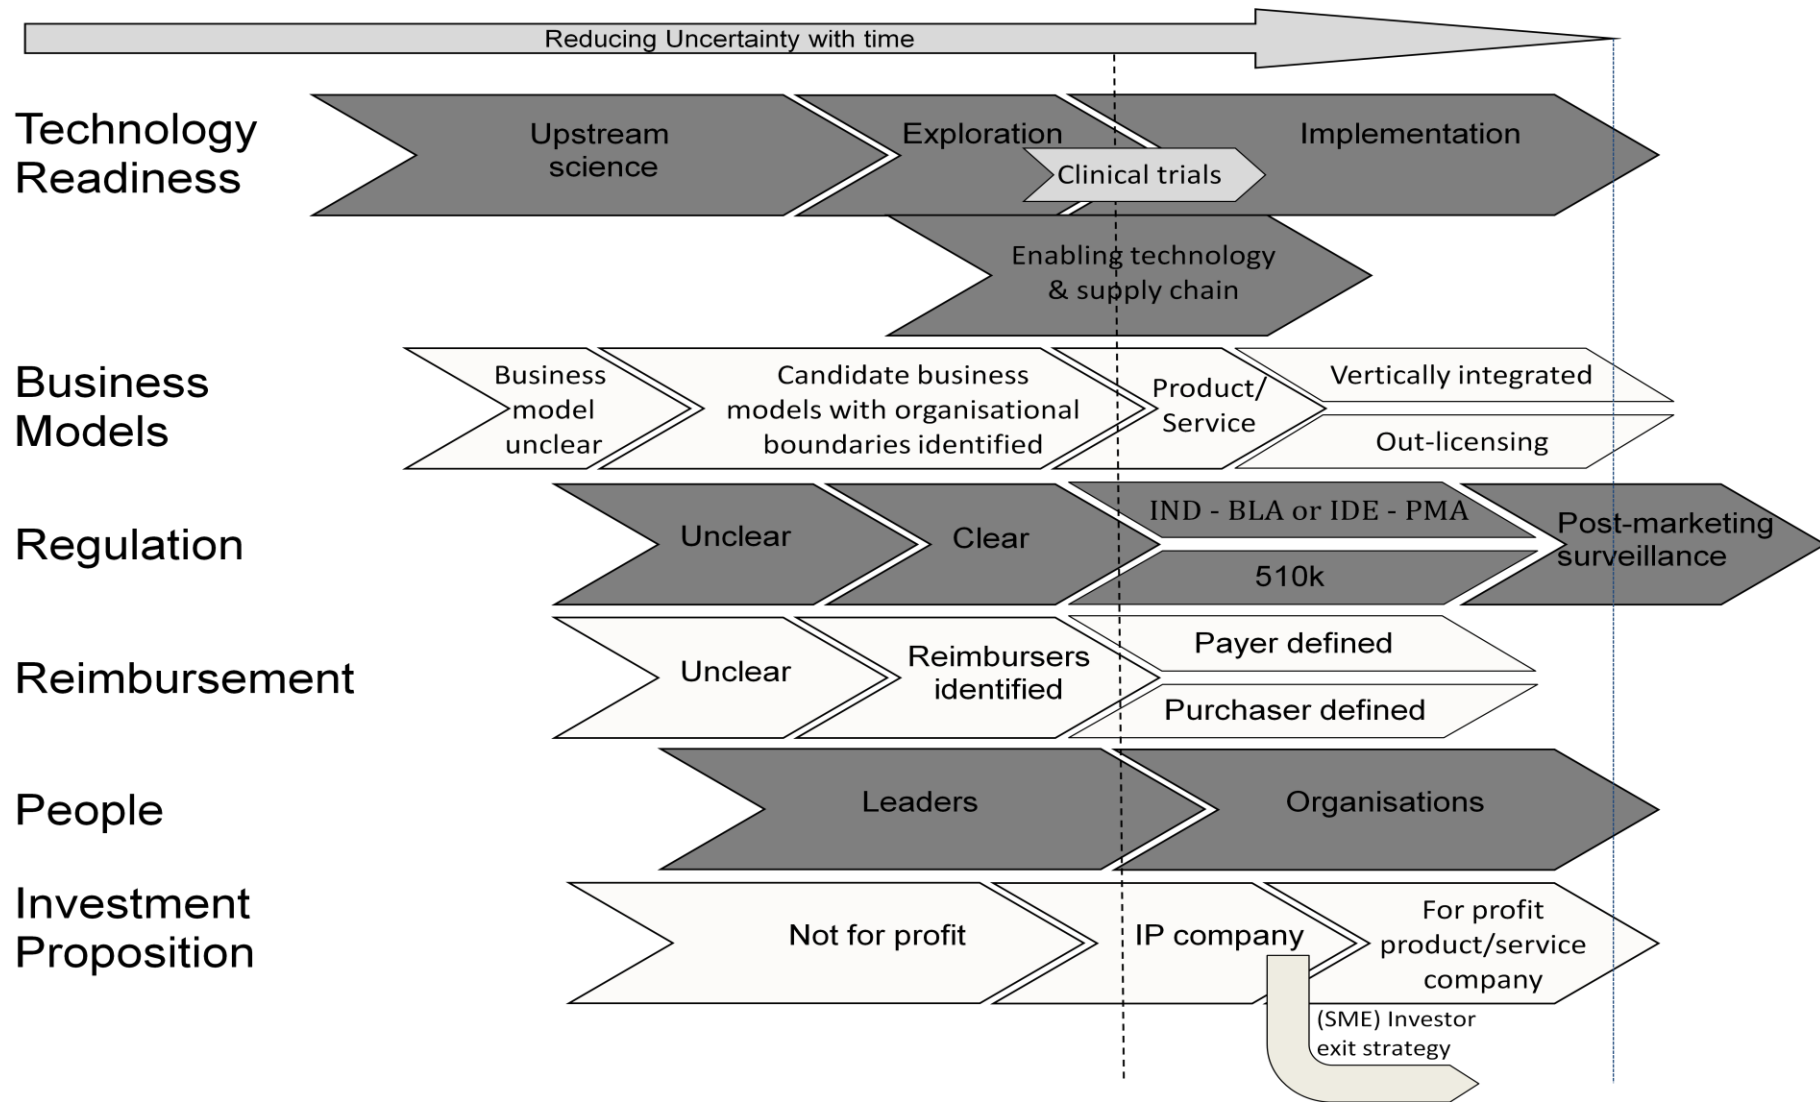 Reducing Uncertainty with time
Technology
Readiness
Upstream
science
Exploration
Implementation
Clinical trials
Enabling technology
& supply chain
Business
Models
Business
model
unclear
Candidate business
models with organisational
boundaries identified
Product/
Service
Vertically integrated
Out-licensing
Regulation
Unclear
Clear
IND - BLA or IDE - PMA
510k
Post-marketing
surveillance
Reimbursement
Unclear
Reimbursers
identified
Payer defined
Purchaser defined
People
Leaders
Organisations
Investment
Proposition
Not for profit
IP company
For profit
product/service
company
(SME) Investor
exit strategy